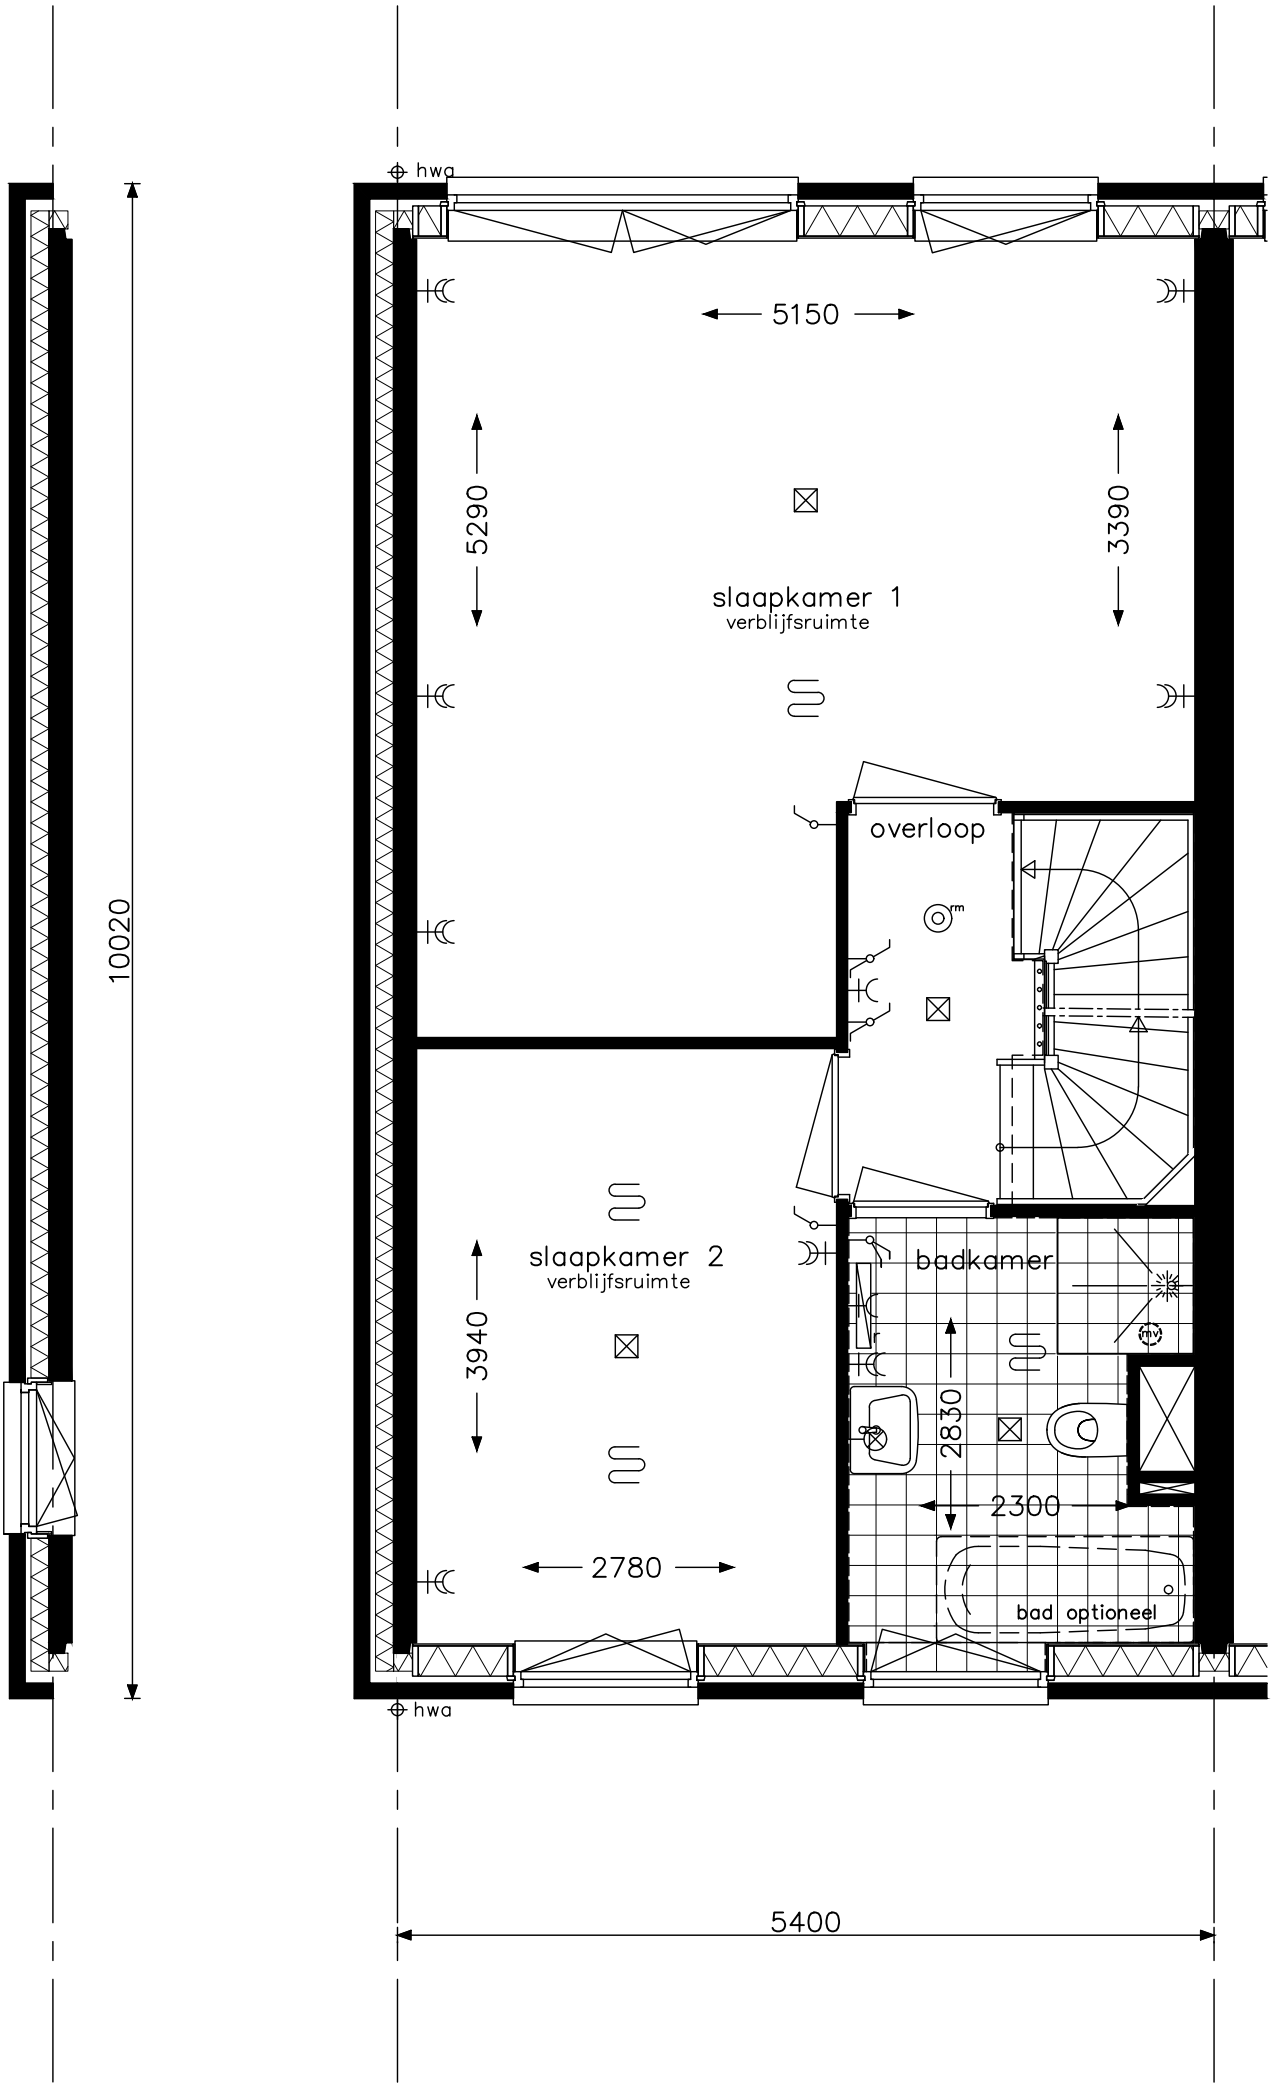 hwa
5150
5290
3390
slaapkamer 1
verblijfsruimte
overloop
rm
10020
slaapkamer 2
verblijfsruimte
badkamer
3940
mv
r
2830
2300
2780
bad optioneel
hwa
5400